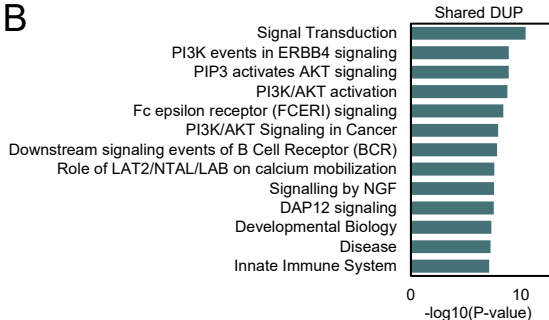 B
Shared DUP
Signal Transduction
PI3K events in ERBB4 signaling
PIP3 activates AKT signaling
PI3K/AKT activation
Fc epsilon receptor (FCERI) signaling
PI3K/AKT Signaling in Cancer
Downstream signaling events of B Cell Receptor (BCR)
Role of LAT2/NTAL/LAB on calcium mobilization
Signalling by NGF
DAP12 signaling
Developmental Biology
Disease
Innate Immune System
0 10
-log10(P-value)